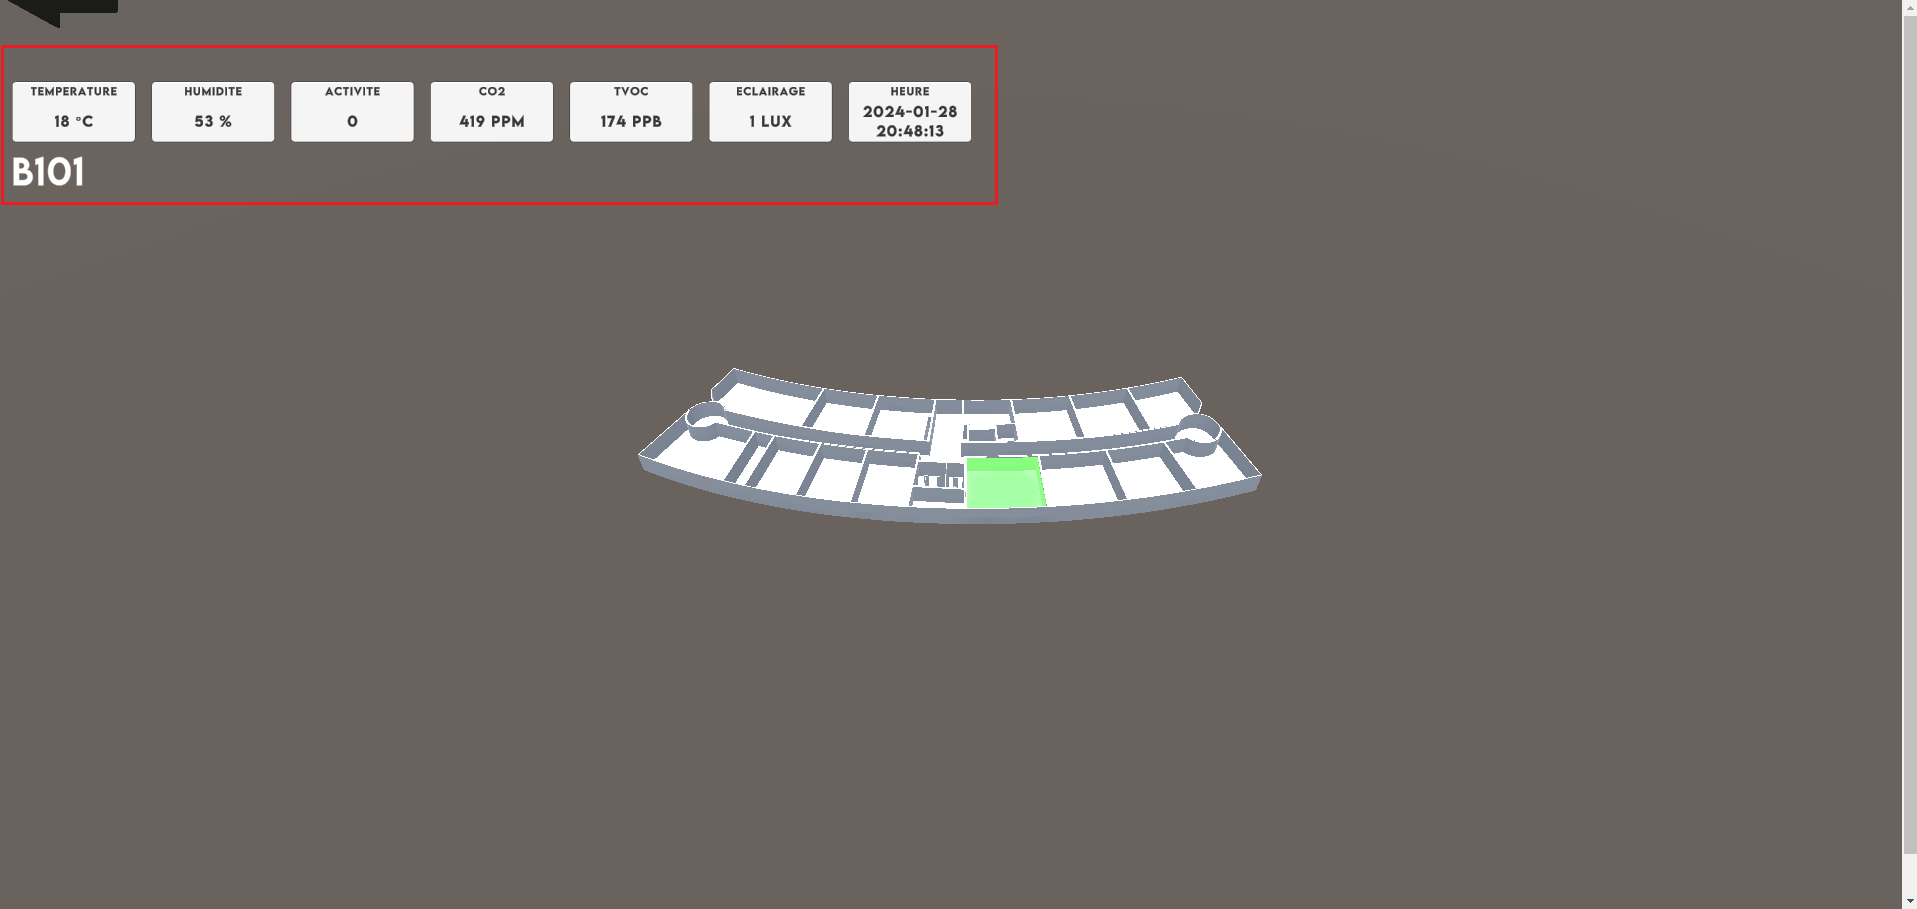 TEMPERATURE
18 °C
HUMIDITE
53 %
ACTIVITE
0
CO2
419 PPM
TVOC
174 PPB
ECLAIRAGE
1 LUX
HEURE
2024-01-28
20:48:13
B101